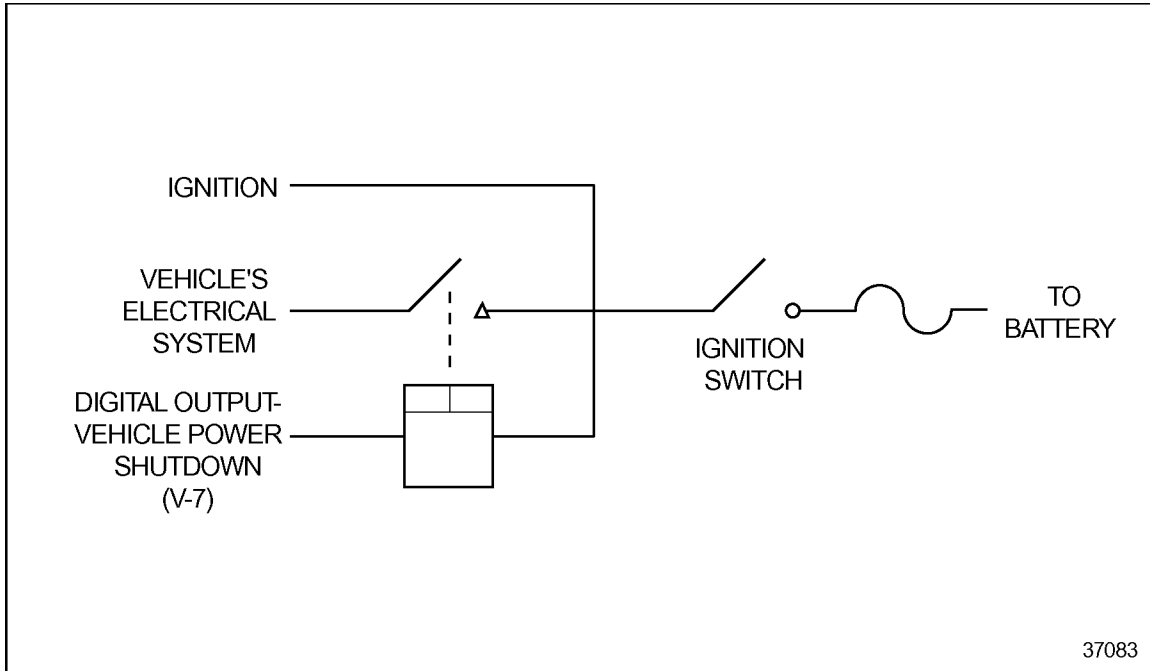 IGNITION
VEHICLE'S
ELECTRICAL
SYSTEM
DIGITAL OUTPUT-
VEHICLE POWER
SHUTDOWN
(V-7)
IGNITION
SWITCH
TO
BATTERY
37083